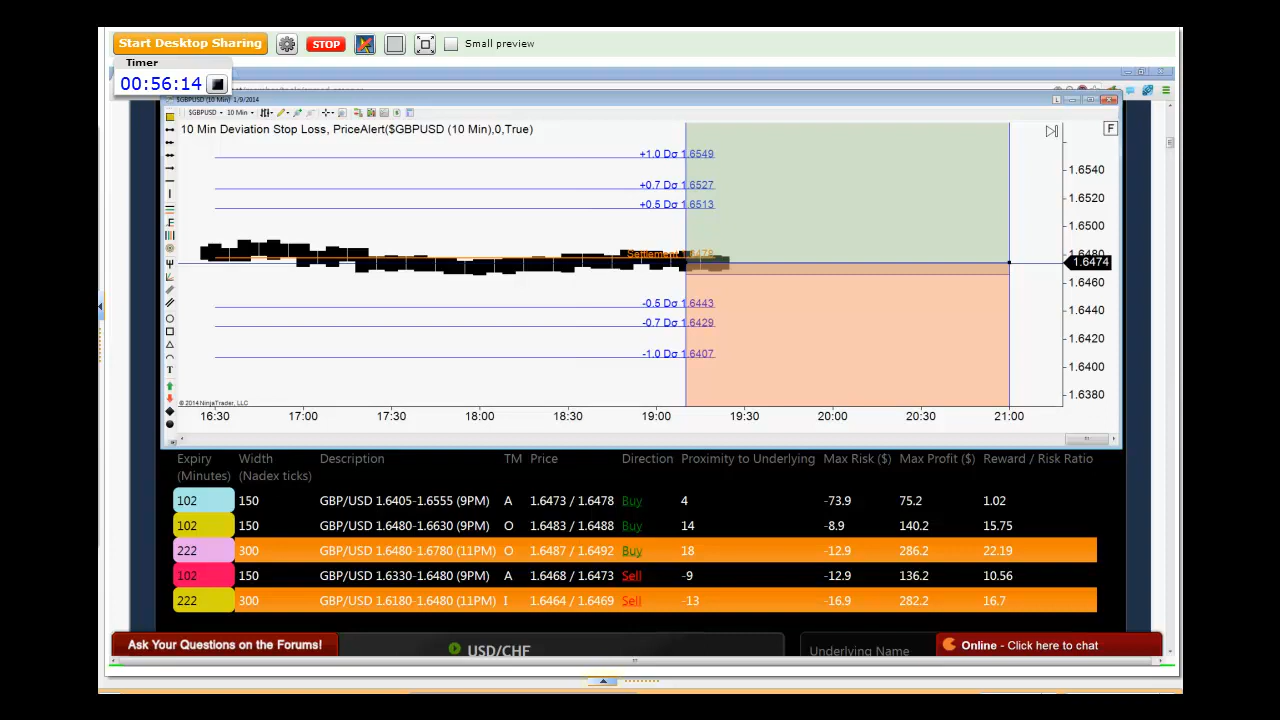 Start Desktop Sharing STOP Small preview
Timer
00:56:14
$GBPUSD (10 Min) 1/9/2014
$GBPUSD 10 Min
10 Min Deviation Stop Loss, PriceAlert($GBPUSD (10 Min),0,True)
F
+1.0 Dσ 1.6549
+0.7 Dσ 1.6527
+0.5 Dσ 1.6513
Settlement 1.6479
-0.5 Dσ 1.6443
-0.7 Dσ 1.6429
-1.0 Dσ 1.6407
1.6540
1.6520
1.6500
1.6480
1.6474
1.6460
1.6440
1.6420
1.6400
1.6380
© 2014 NinjaTrader, LLC
16:30 17:00 17:30 18:00 18:30 19:00 19:30 20:00 20:30 21:00
Expiry (Minutes) Width (Nadex ticks) Description TM Price Direction Proximity to Underlying Max Risk ($) Max Profit ($) Reward / Risk Ratio
102 150 GBP/USD 1.6405-1.6555 (9PM) A 1.6473 / 1.6478 Buy 4 -73.9 75.2 1.02
102 150 GBP/USD 1.6480-1.6630 (9PM) O 1.6483 / 1.6488 Buy 14 -8.9 140.2 15.75
222 300 GBP/USD 1.6480-1.6780 (11PM) O 1.6487 / 1.6492 Buy 18 -12.9 286.2 22.19
102 150 GBP/USD 1.6330-1.6480 (9PM) A 1.6468 / 1.6473 Sell -9 -12.9 136.2 10.56
222 300 GBP/USD 1.6180-1.6480 (11PM) I 1.6464 / 1.6469 Sell -13 -16.9 282.2 16.7
Ask Your Questions on the Forums! USD/CHF Underlying Name Online - Click here to chat